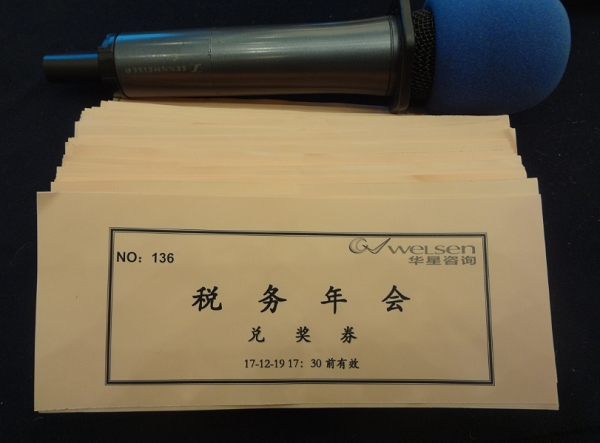 SENNHEISER
WELSEN
华星咨询
NO: 136
税务年会
兑奖券
17-12-19 17: 30 前有效